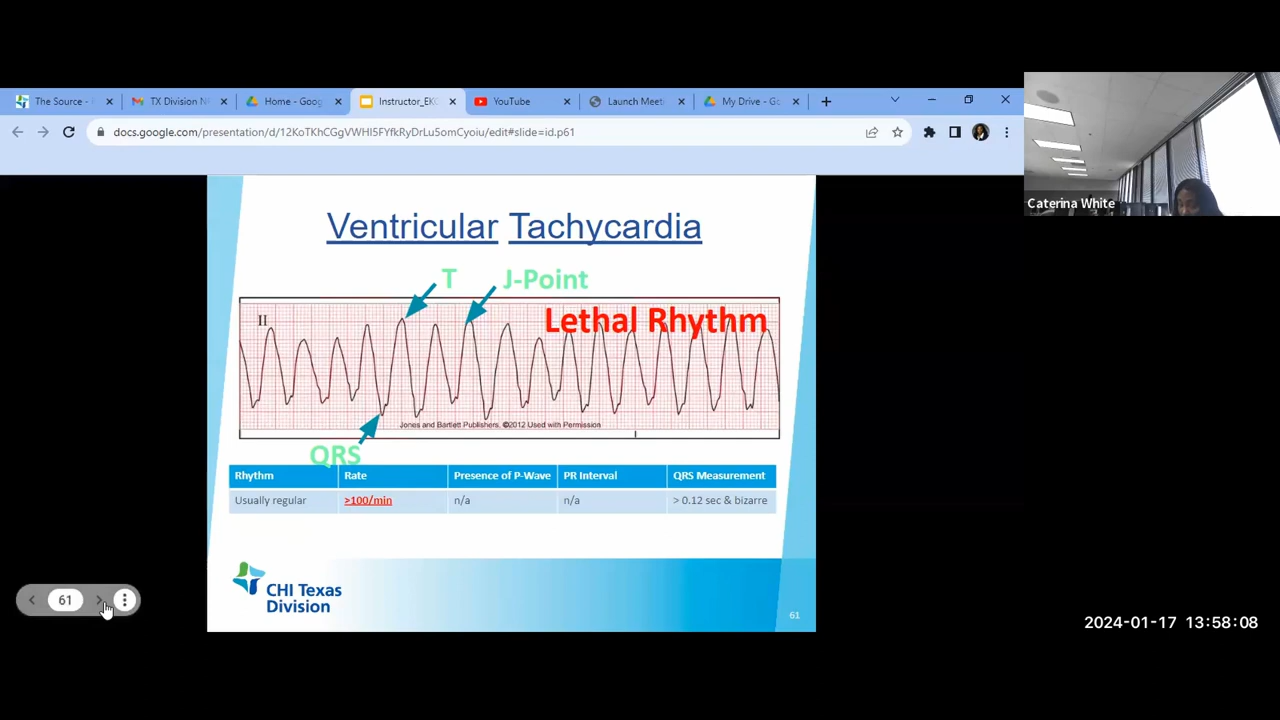 The Source -
TX Division N
Home - Goog
Instructor_EK
YouTube
Launch Meeti
My Drive - Go
docs.google.com/presentation/d/12KoTKhCGgVWHI5FYfkRyDrLu5omCyoiu/edit#slide=id.p61
Caterina White
Ventricular Tachycardia
T
J-Point
II
Lethal Rhythm
Jones and Bartlett Publishers, ©2012 Used with Permission
QRS
Rhythm Rate Presence of P-Wave PR Interval QRS Measurement
Usually regular >100/min n/a n/a > 0.12 sec & bizarre
CHI Texas
Division
61
61
2024-01-17 13:58:08